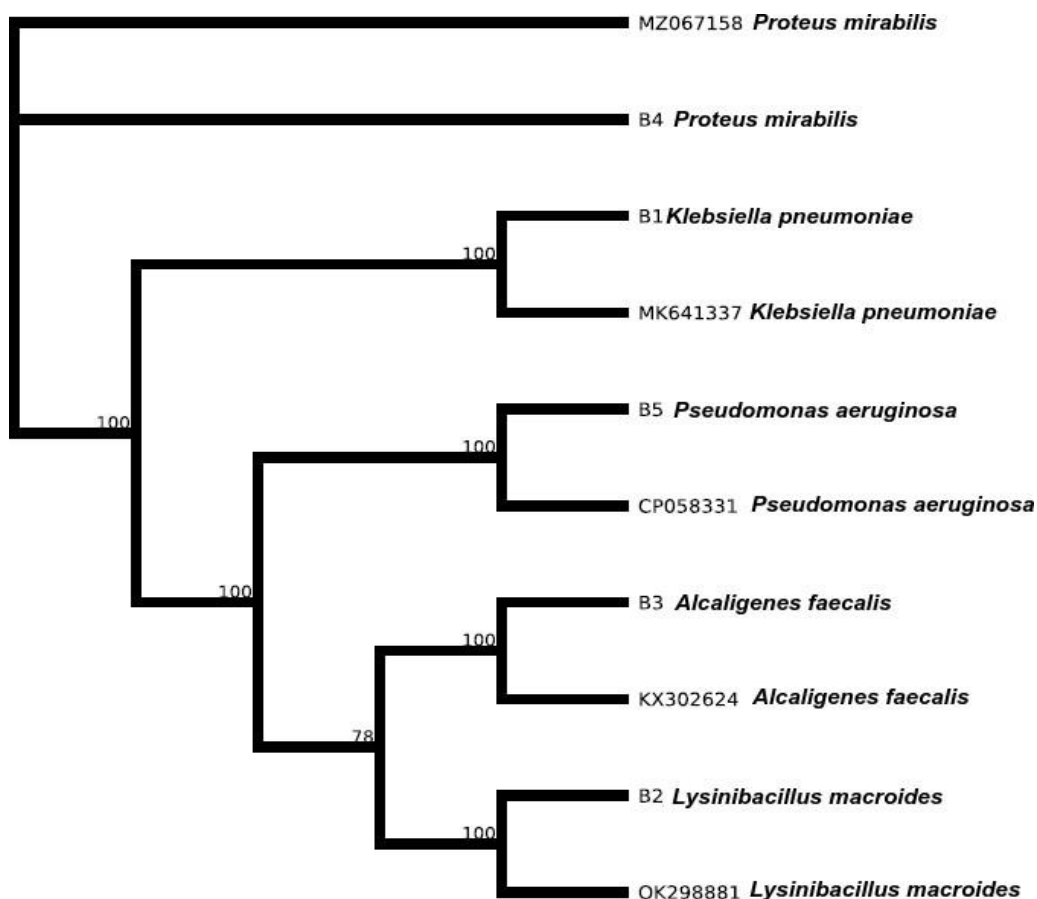 MZ067158 Proteus mirabilis
B4 Proteus mirabilis
B1 Klebsiella pneumoniae
100
MK641337 Klebsiella pneumoniae
B5 Pseudomonas aeruginosa
100
100
CP058331 Pseudomonas aeruginosa
100
B3 Alcaligenes faecalis
100
KX302624 Alcaligenes faecalis
78
B2 Lysinibacillus macroides
100
OK298881 Lysinibacillus macroides